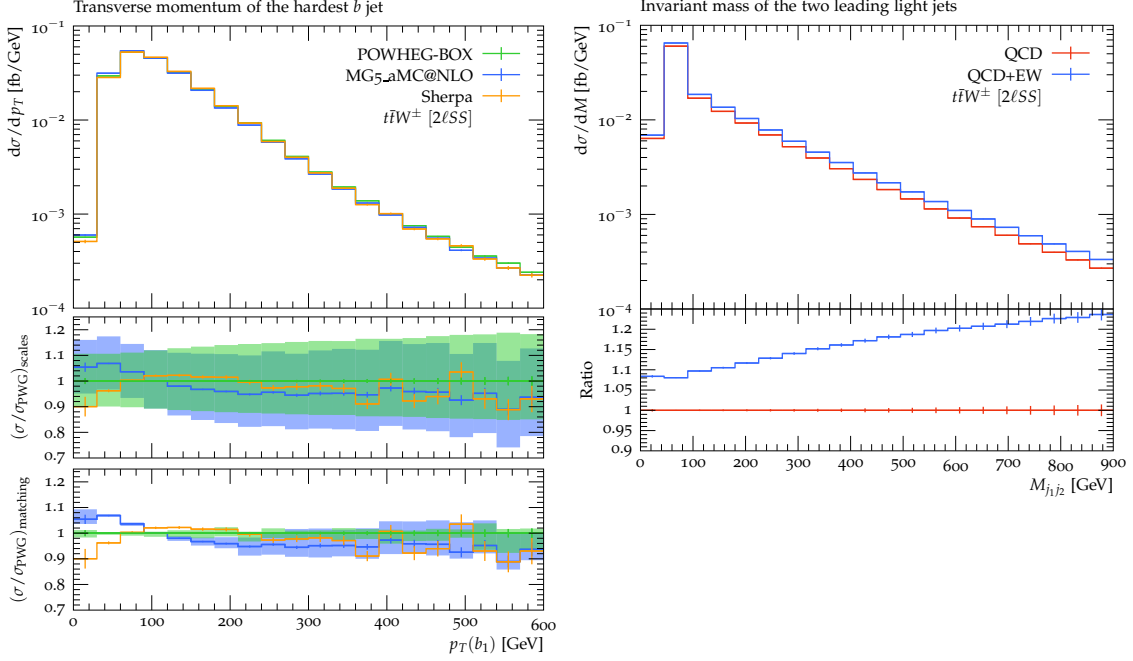 Transverse momentum of the hardest b jet
dσ/dp_T [fb/GeV]
10⁻¹
10⁻²
10⁻³
10⁻⁴
POWHEG-BOX
MG5_aMC@NLO
Sherpa
tt̄W± [2ℓSS]
(σ/σ_PWG)_scales
1.2
1.1
1
0.9
0.8
0.7
(σ/σ_PWG)_matching
1.2
1.1
1
0.9
0.8
0.7
0 100 200 300 400 500 600
p_T(b₁) [GeV]
Invariant mass of the two leading light jets
dσ/dM [fb/GeV]
10⁻¹
10⁻²
10⁻³
10⁻⁴
QCD
QCD+EW
tt̄W± [2ℓSS]
Ratio
1.2
1.15
1.1
1.05
1
0.95
0.9
0 100 200 300 400 500 600 700 800 900
M_j₁j₂ [GeV]